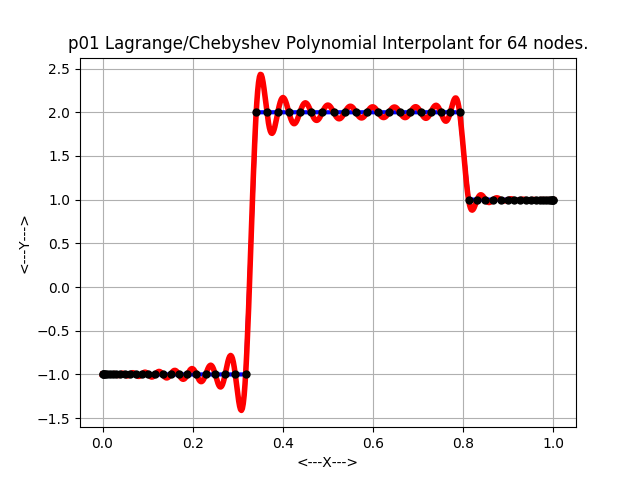 p01 Lagrange/Chebyshev Polynomial Interpolant for 64 nodes.
2.5
2.0
1.5
1.0
0.5
0.0
−0.5
−1.0
−1.5
<---Y--->
0.0 0.2 0.4 0.6 0.8 1.0
<---X--->